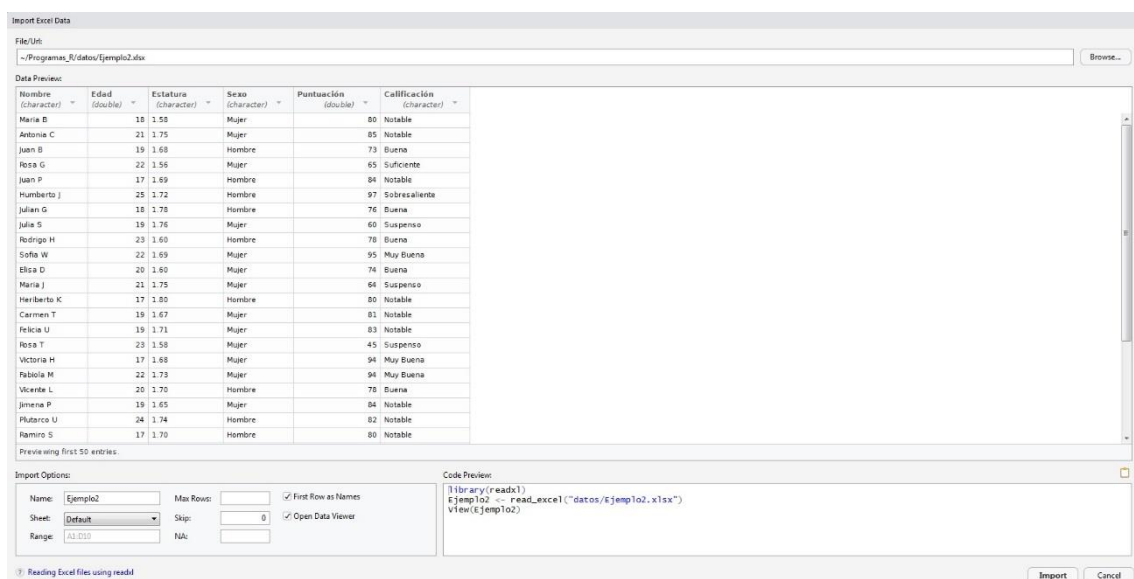 Import Excel Data
File/Url:
~/Programas_R/datos/Ejemplo2.xlsx Browse...
Data Preview:
Nombre Edad Estatura Sexo Puntuación Calificación
(character) (double) (character) (character) (double) (character)
Maria B 18 1.58 Mujer 80 Notable
Antonia C 21 1.75 Mujer 85 Notable
Juan B 19 1.68 Hombre 73 Buena
Rosa G 22 1.56 Mujer 65 Suficiente
Juan P 17 1.69 Hombre 84 Notable
Humberto J 25 1.72 Hombre 97 Sobresaliente
Julian G 18 1.78 Hombre 76 Buena
Julia S 19 1.76 Mujer 60 Suspenso
Rodrigo H 23 1.60 Hombre 78 Buena
Sofia W 22 1.69 Mujer 95 Muy Buena
Elisa D 20 1.60 Mujer 74 Buena
Maria J 21 1.75 Mujer 64 Suspenso
Heriberto K 17 1.80 Hombre 80 Notable
Carmen T 19 1.67 Mujer 81 Notable
Felicia U 19 1.71 Mujer 83 Notable
Rosa T 23 1.58 Mujer 45 Suspenso
Victoria H 17 1.68 Mujer 94 Muy Buena
Fabiola M 22 1.73 Mujer 94 Muy Buena
Vicente L 20 1.70 Hombre 78 Buena
Jimena P 19 1.65 Mujer 84 Notable
Plutarco U 24 1.74 Hombre 82 Notable
Ramiro S 17 1.70 Hombre 80 Notable
Previewing first 50 entries.
Import Options: Code Preview:
Name: Ejemplo2 Max Rows: First Row as Names
Sheet: Default Skip: 0 Open Data Viewer
Range: A1:D10 NA:
library(readxl)
Ejemplo2 <- read_excel("datos/Ejemplo2.xlsx")
View(Ejemplo2)
? Reading Excel files using readxl Import Cancel